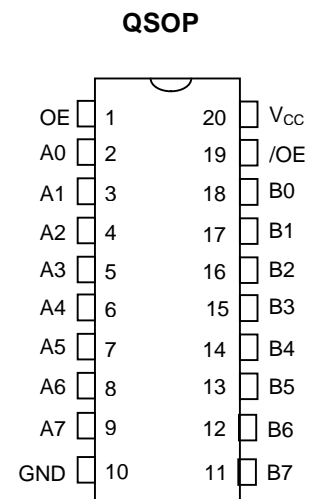 QSOP
OE 1 20 VCC
A0 2 19 /OE
A1 3 18 B0
A2 4 17 B1
A3 5 16 B2
A4 6 15 B3
A5 7 14 B4
A6 8 13 B5
A7 9 12 B6
GND 10 11 B7